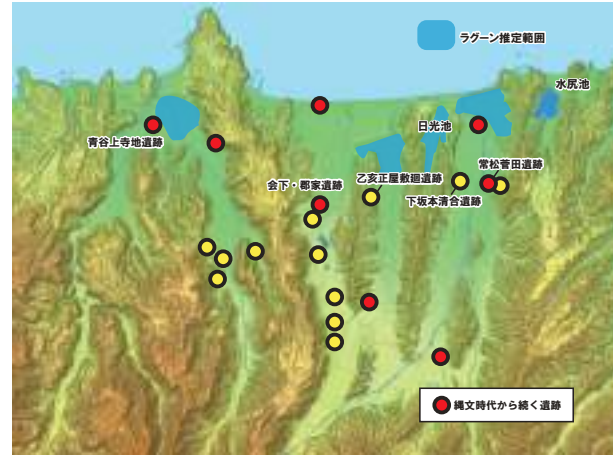 ラグーン推定範囲
水尻池
日光池
青谷上寺地遺跡
常松菅田遺跡
乙亥正屋敷廻遺跡
会下・郡家遺跡
下坂本清合遺跡
縄文時代から続く遺跡